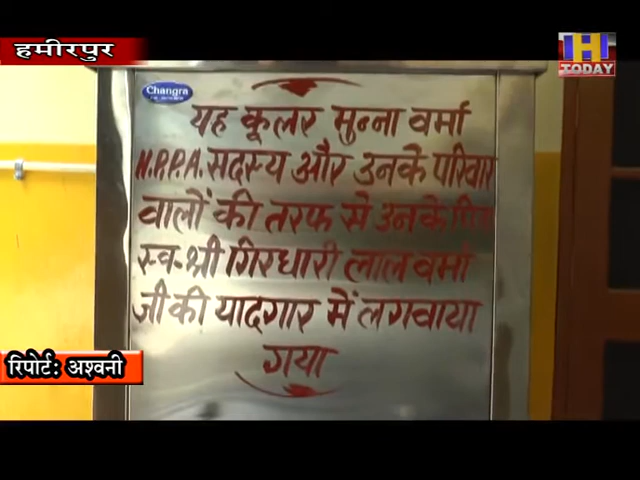 हमीरपुर
H
TODAY
Changra
यह कूलर मुन्ना वर्मा
N.P.P.A. सदस्य और उनके परिवार
वालों की तरफ से उनके
स्व-श्री गिरधारी लाल वर्मा
जी की यादगार में लगवाया
गया
रिपोर्ट: अश्वनी